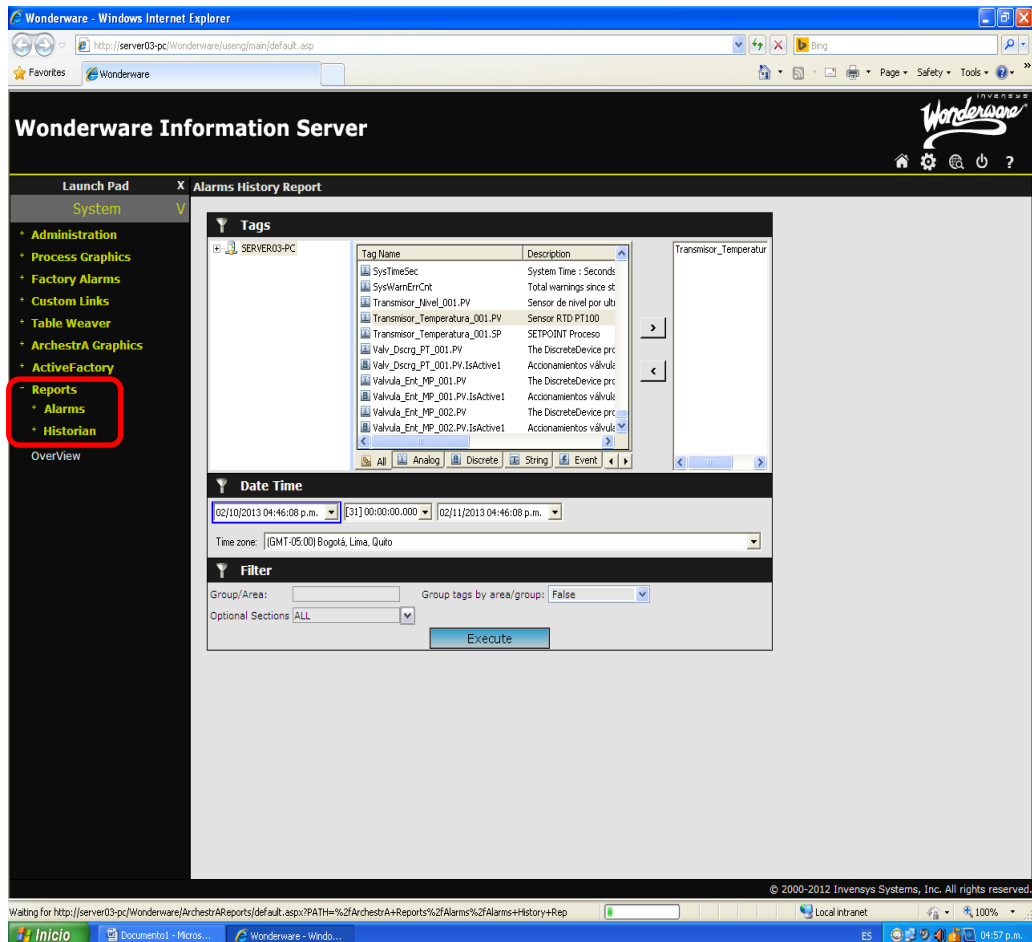 Wonderware - Windows Internet Explorer
http://server03-pc/Wonderware/useng/main/default.asp
Bing
Favorites
Wonderware
Page
Safety
Tools
Wonderware Information Server
invensys
Wonderware
Launch Pad X
Alarms History Report
System V
+ Administration
+ Process Graphics
+ Factory Alarms
+ Custom Links
+ Table Weaver
+ ArchestrA Graphics
+ ActiveFactory
- Reports
+ Alarms
+ Historian
OverView
Tags
SERVER03-PC
Tag Name Description
SysTimeSec System Time : Seconds
SysWarnErrCnt Total warnings since st
Transmisor_Nivel_001.PV Sensor de nivel por ultr
Transmisor_Temperatura_001.PV Sensor RTD PT100
Transmisor_Temperatura_001.SP SETPOINT Proceso
Valv_Dscrg_PT_001.PV The DiscreteDevice prc
Valv_Dscrg_PT_001.PV.IsActive1 Accionamientos válvula
Valvula_Ent_MP_001.PV The DiscreteDevice prc
Valvula_Ent_MP_001.PV.IsActive1 Accionamientos válvula
Valvula_Ent_MP_002.PV The DiscreteDevice prc
Valvula_Ent_MP_002.PV.IsActive1 Accionamientos válvula
All Analog Discrete String Event
Transmisor_Temperatur
Date Time
02/10/2013 04:46:08 p.m. [31] 00:00:00.000 02/11/2013 04:46:08 p.m.
Time zone: (GMT-05:00) Bogotá, Lima, Quito
Filter
Group/Area: Group tags by area/group: False
Optional Sections ALL
Execute
© 2000-2012 Invensys Systems, Inc. All rights reserved.
Waiting for http://server03-pc/Wonderware/ArchestrAReports/default.aspx?PATH=%2fArchestrA+Reports%2fAlarms%2fAlarms+History+Rep
Local intranet
100%
Inicio
Documento1 - Micros...
Wonderware - Windo...
ES
04:57 p.m.